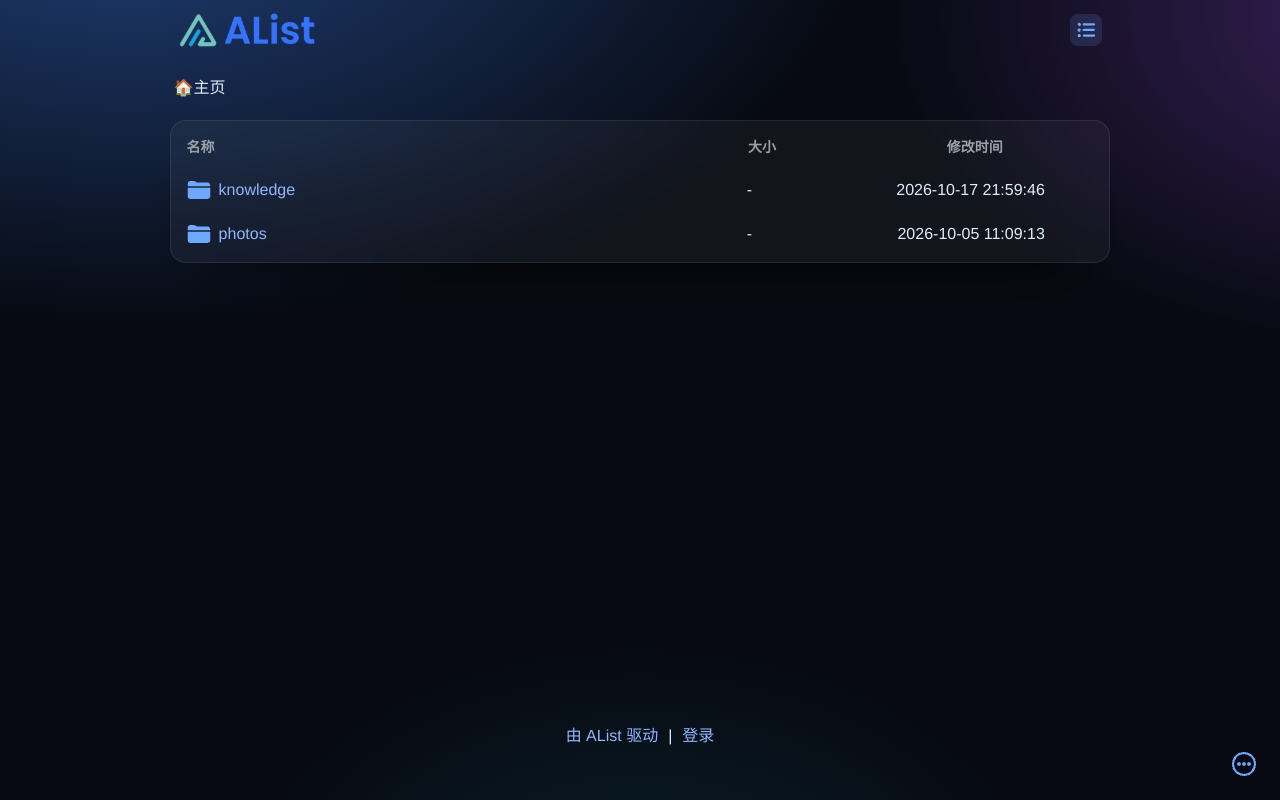 AList
🏠主页
名称 大小 修改时间
knowledge - 2026-10-17 21:59:46
photos - 2026-10-05 11:09:13
由 AList 驱动 | 登录